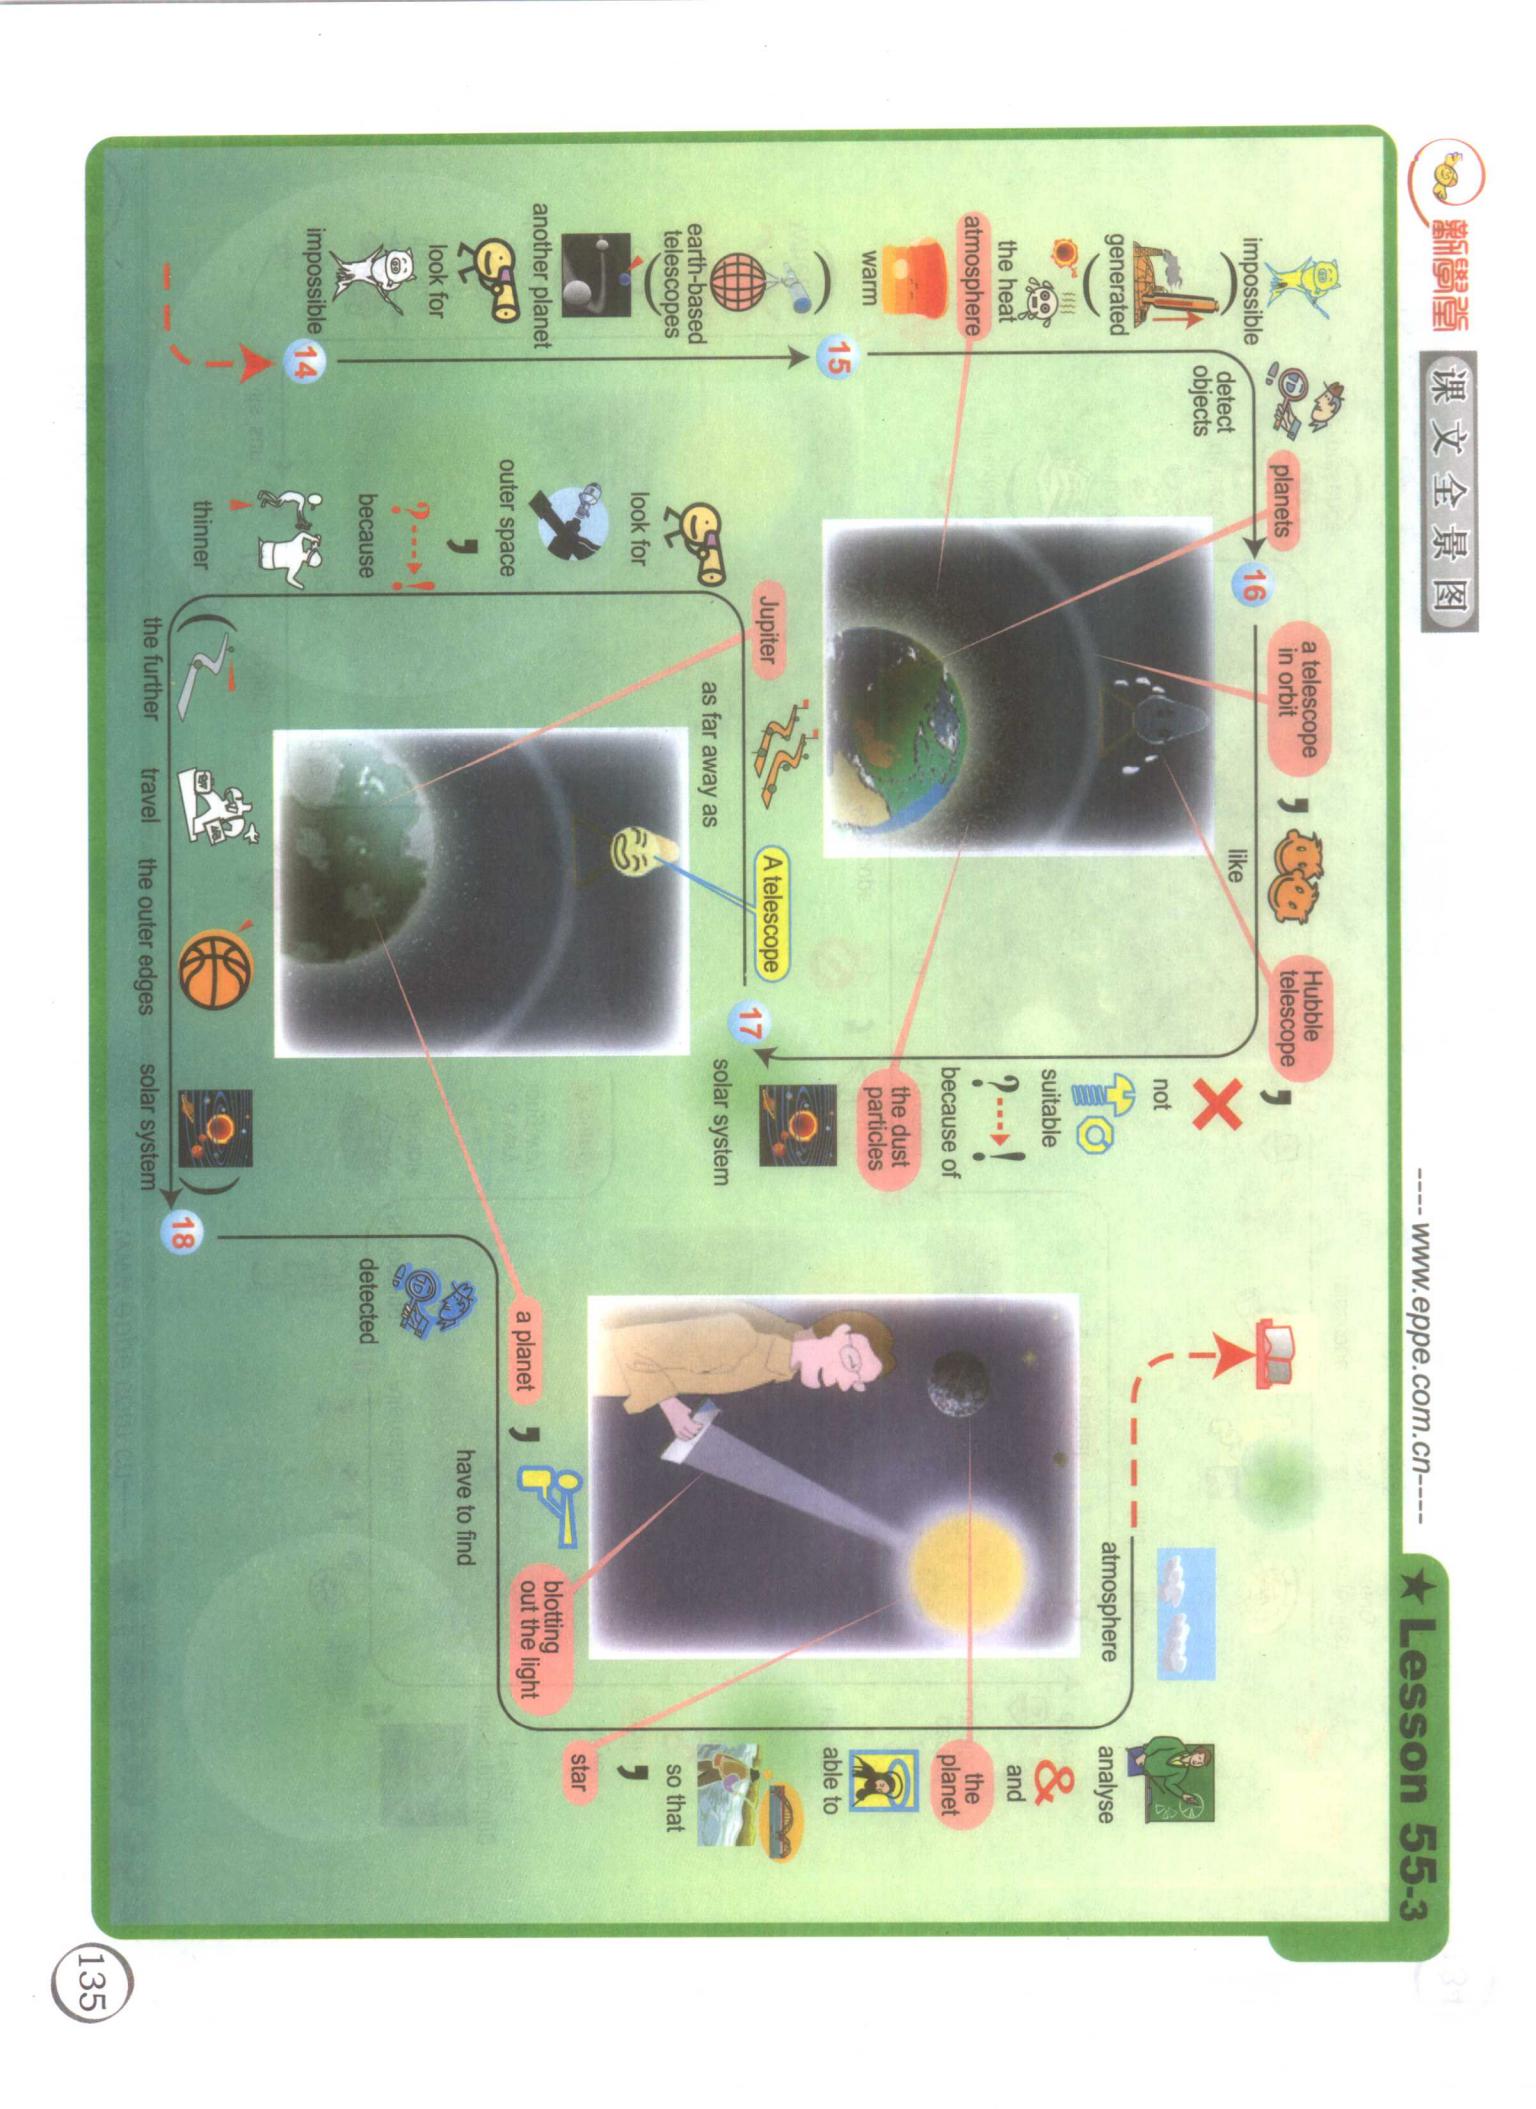 新學堂
课文全景图
----www.eppe.com.cn----
★ Lesson 55-3
14
impossible
look for
another planet
(
earth-based
telescopes
)
15
warm
atmosphere
the heat
(
generated
)
impossible
detect
objects
planets
16
a telescope
in orbit
,
like
Hubble
telescope
,
not
suitable
?---->!
because of
the dust
particles
solar system
17
A telescope
as far away as
Jupiter
look for
outer space
,
?---->!
because
thinner
(
the further
travel
the outer edges
solar system
)
18
detected
a planet
,
have to find
blotting
out the light
star
,
so that
able to
the
planet
&
and
analyse
atmosphere
135